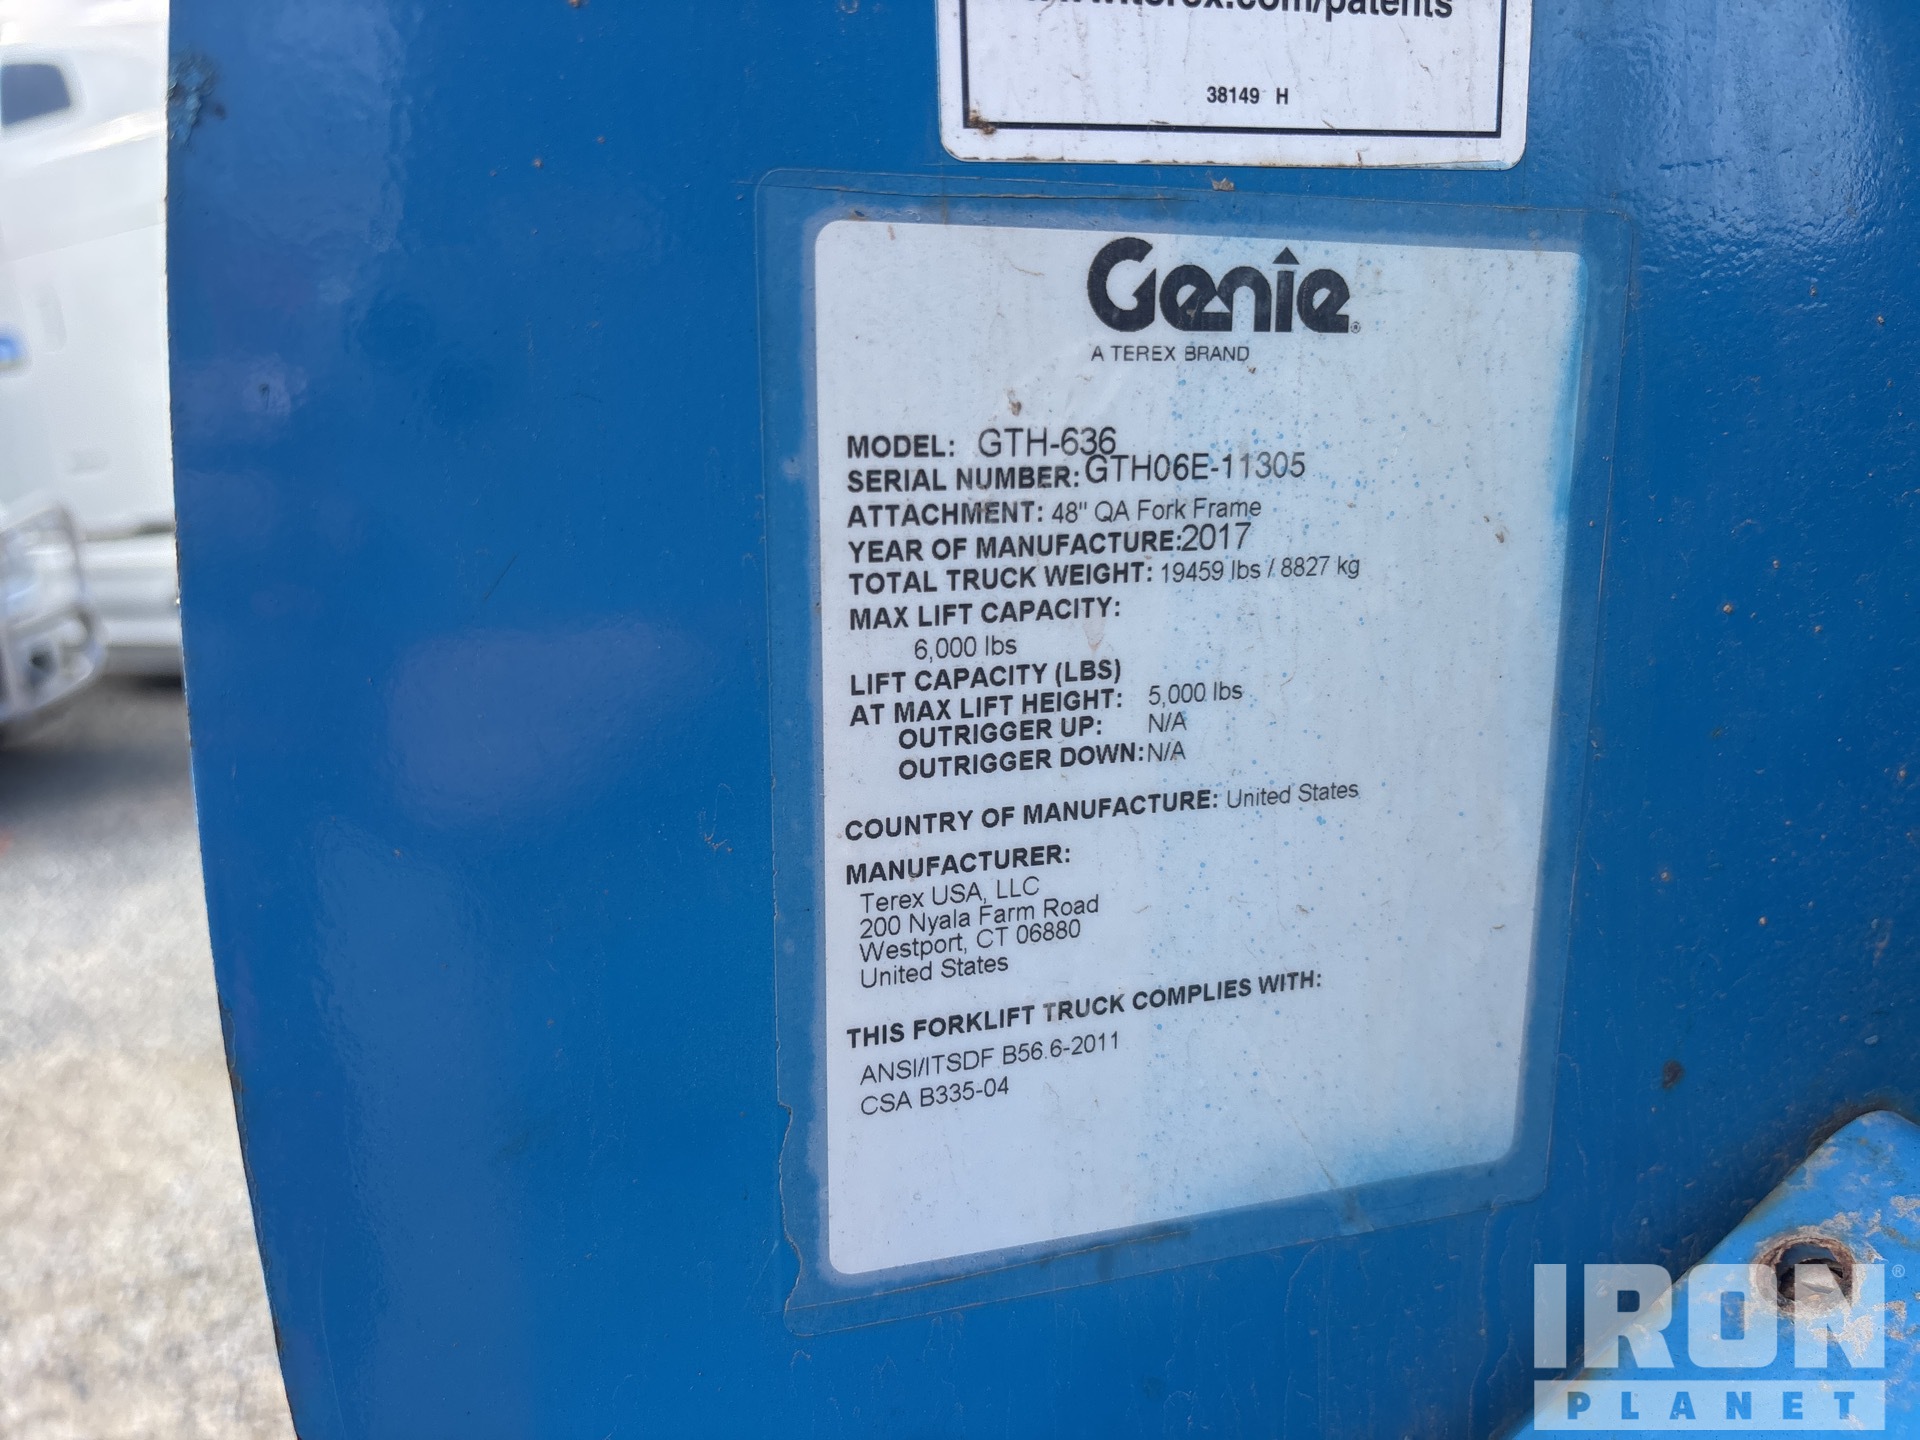 www.terex.com/patents
38149 H
Genie
A TEREX BRAND
MODEL: GTH-636
SERIAL NUMBER: GTH06E-11305
ATTACHMENT: 48" QA Fork Frame
YEAR OF MANUFACTURE: 2017
TOTAL TRUCK WEIGHT: 19459 lbs / 8827 kg
MAX LIFT CAPACITY:
6,000 lbs
LIFT CAPACITY (LBS)
AT MAX LIFT HEIGHT: 5,000 lbs
OUTRIGGER UP: N/A
OUTRIGGER DOWN: N/A
COUNTRY OF MANUFACTURE: United States
MANUFACTURER:
Terex USA, LLC
200 Nyala Farm Road
Westport, CT 06880
United States
THIS FORKLIFT TRUCK COMPLIES WITH:
ANSI/ITSDF B56.6-2011
CSA B335-04
IRON
PLANET